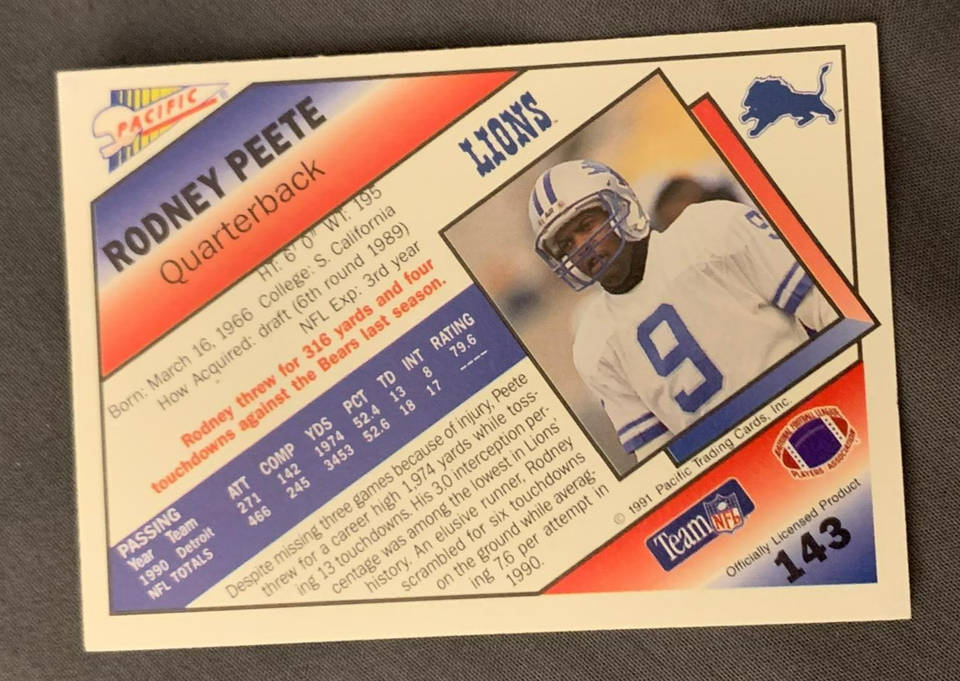 PACIFIC
RODNEY PEETE
Quarterback
LIONS
HT: 6' 0" WT: 195
Born: March 16, 1966 College: S. California
How Acquired: draft (6th round 1989)
NFL Exp: 3rd year
Rodney threw for 316 yards and four
touchdowns against the Bears last season.
PASSING
Year Team ATT COMP YDS PCT TD INT RATING
1990 Detroit 271 142 1974 52.4 13 8 79.6
NFL TOTALS 466 245 3453 52.6 18 17 ----
Despite missing three games because of injury, Peete
threw for a career high 1,974 yards while toss-
ing 13 touchdowns. His 3.0 interception per-
centage was among the lowest in Lions'
history. An elusive runner, Rodney
scrambled for six touchdowns
on the ground while averag-
ing 7.6 per attempt in
1990.
9
© 1991 Pacific Trading Cards, Inc.
Team NFL
NATIONAL FOOTBALL LEAGUE
PLAYERS ASSOCIATION
Officially Licensed Product
143